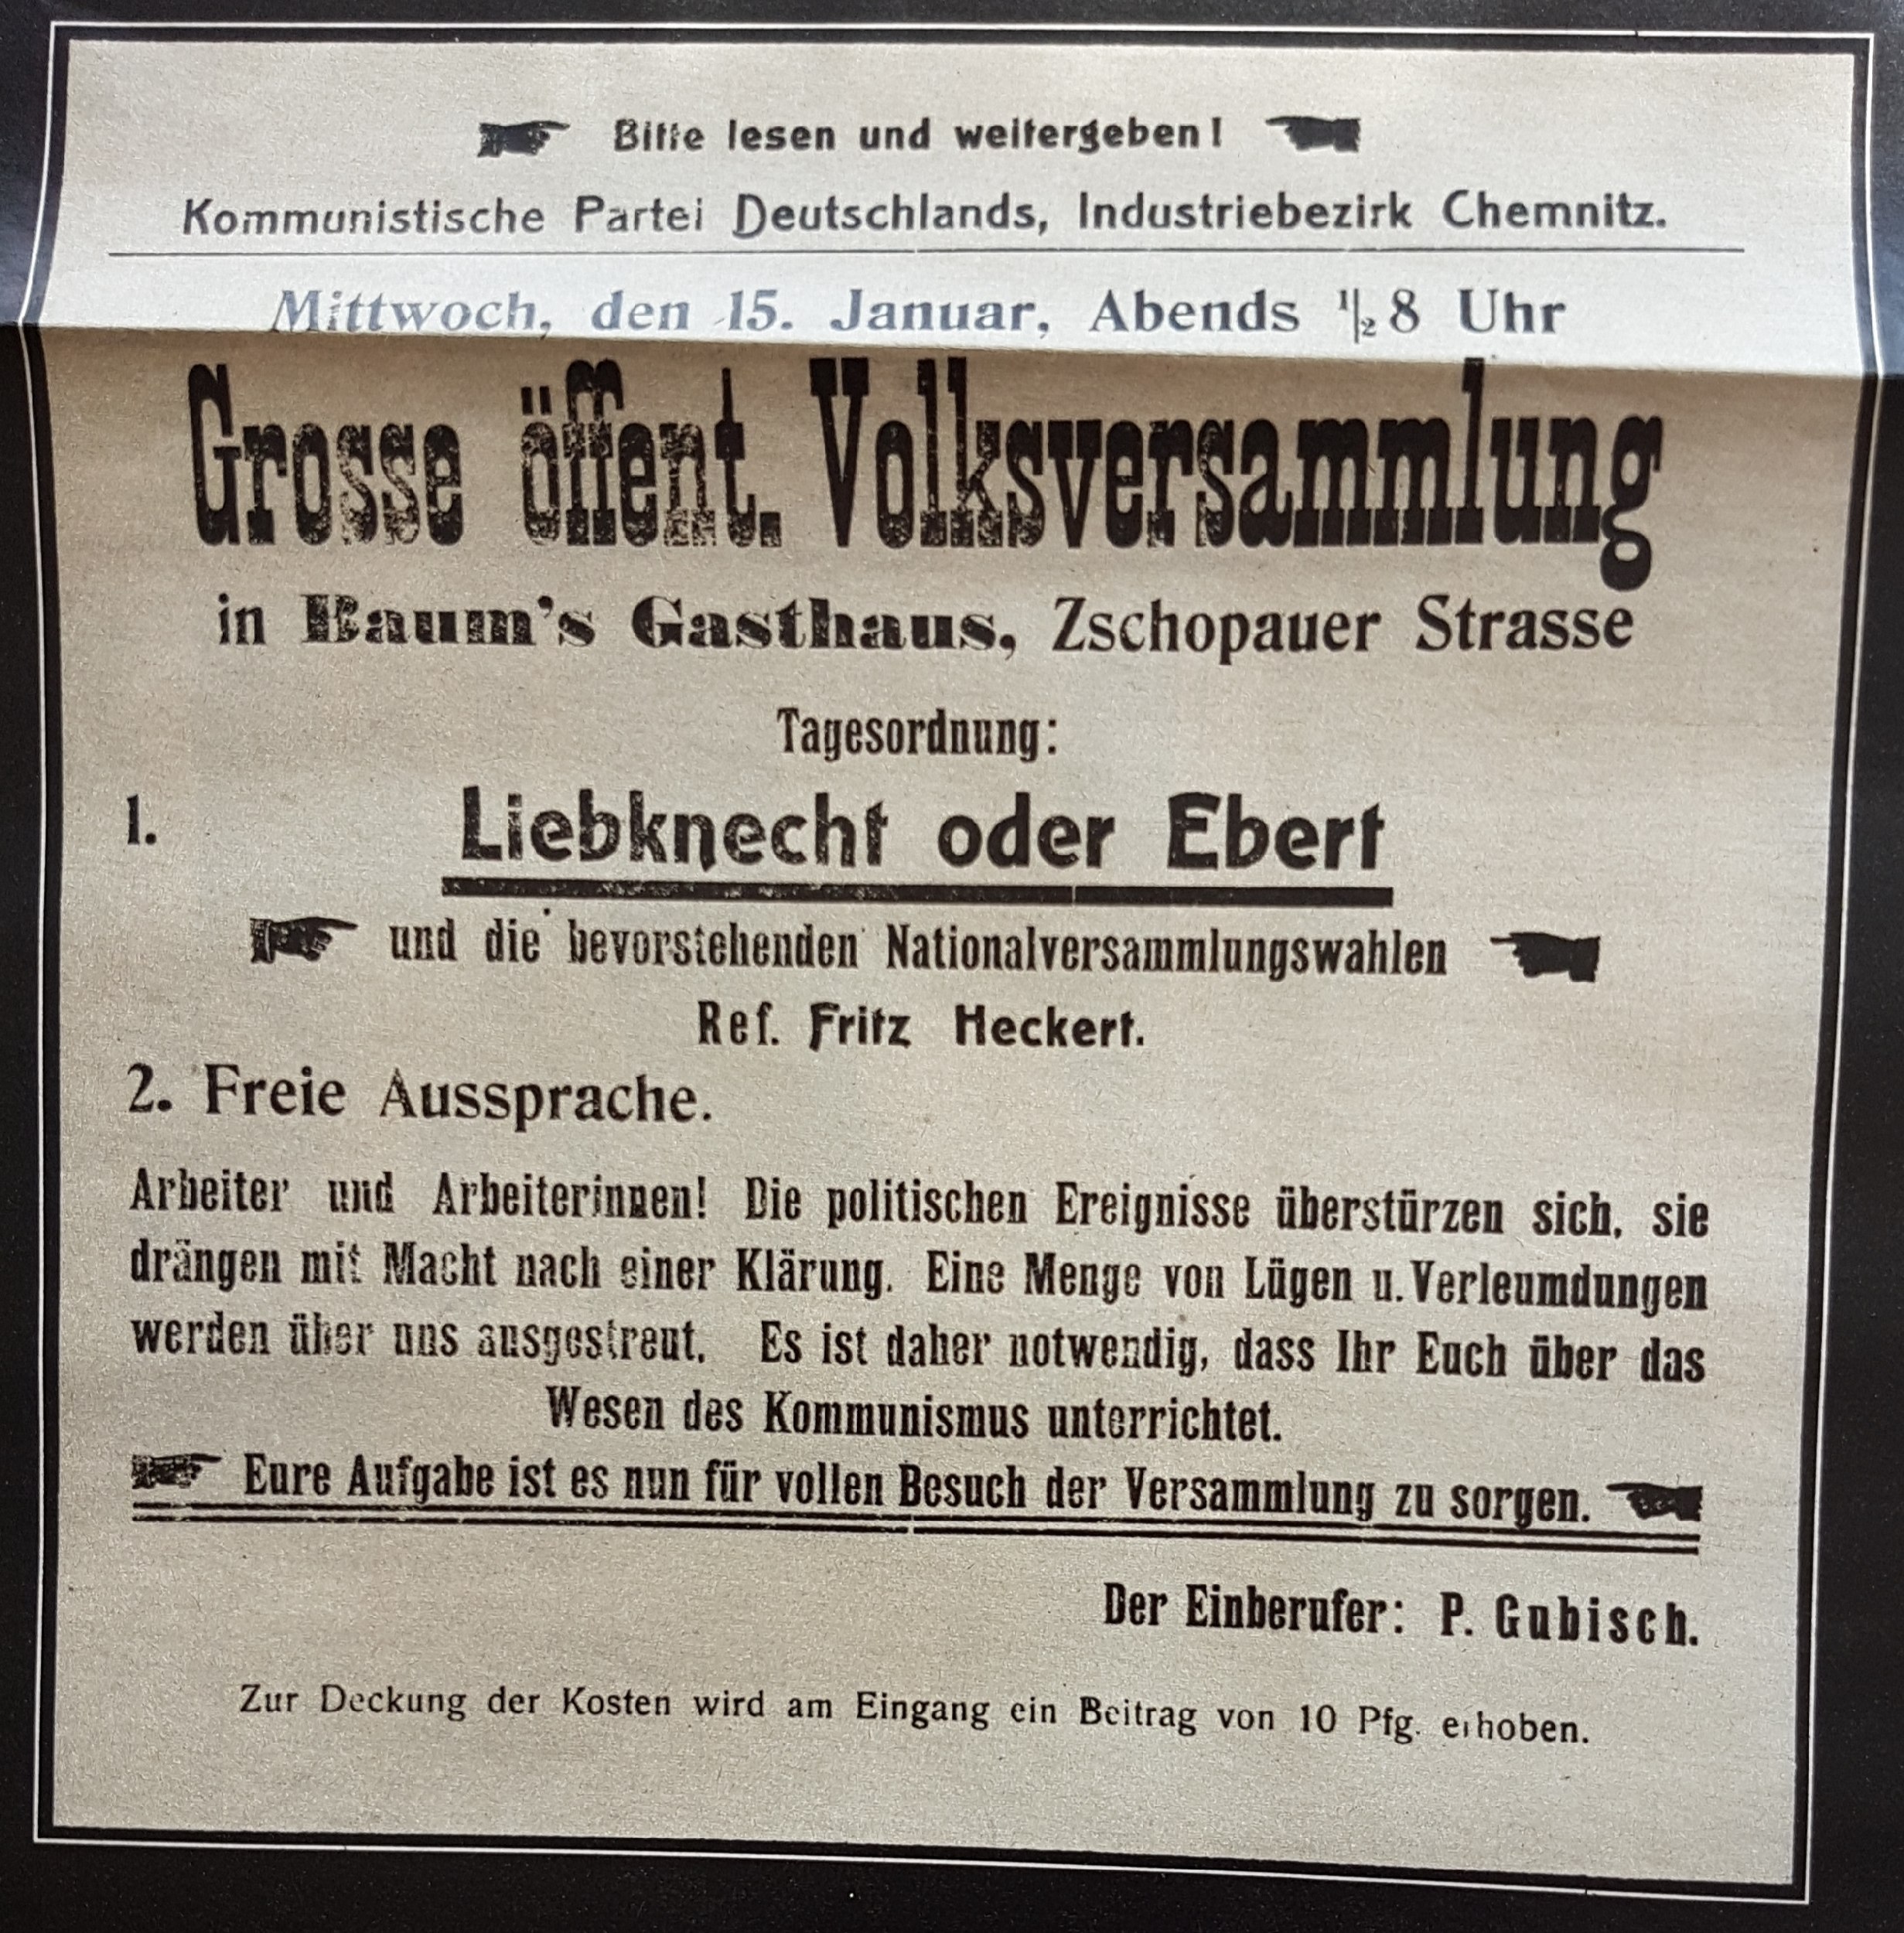 Bitte lesen und weitergeben!
Kommunistische Partei Deutschlands, Industriebezirk Chemnitz.
Mittwoch, den 15. Januar, Abends 1/2 8 Uhr
Grosse öffent. Volksversammlung
in Baum's Gasthaus, Zschopauer Strasse
Tagesordnung:
1. Liebknecht oder Ebert
und die bevorstehenden Nationalversammlungswahlen
Ref. Fritz Heckert.
2. Freie Aussprache.
Arbeiter und Arbeiterinnen! Die politischen Ereignisse überstürzen sich, sie
drängen mit Macht nach einer Klärung. Eine Menge von Lügen u. Verleumdungen
werden über uns ausgestreut. Es ist daher notwendig, dass Ihr Euch über das
Wesen des Kommunismus unterrichtet.
Eure Aufgabe ist es nun für vollen Besuch der Versammlung zu sorgen.
Der Einberufer: P. Gubisch.
Zur Deckung der Kosten wird am Eingang ein Beitrag von 10 Pfg. erhoben.